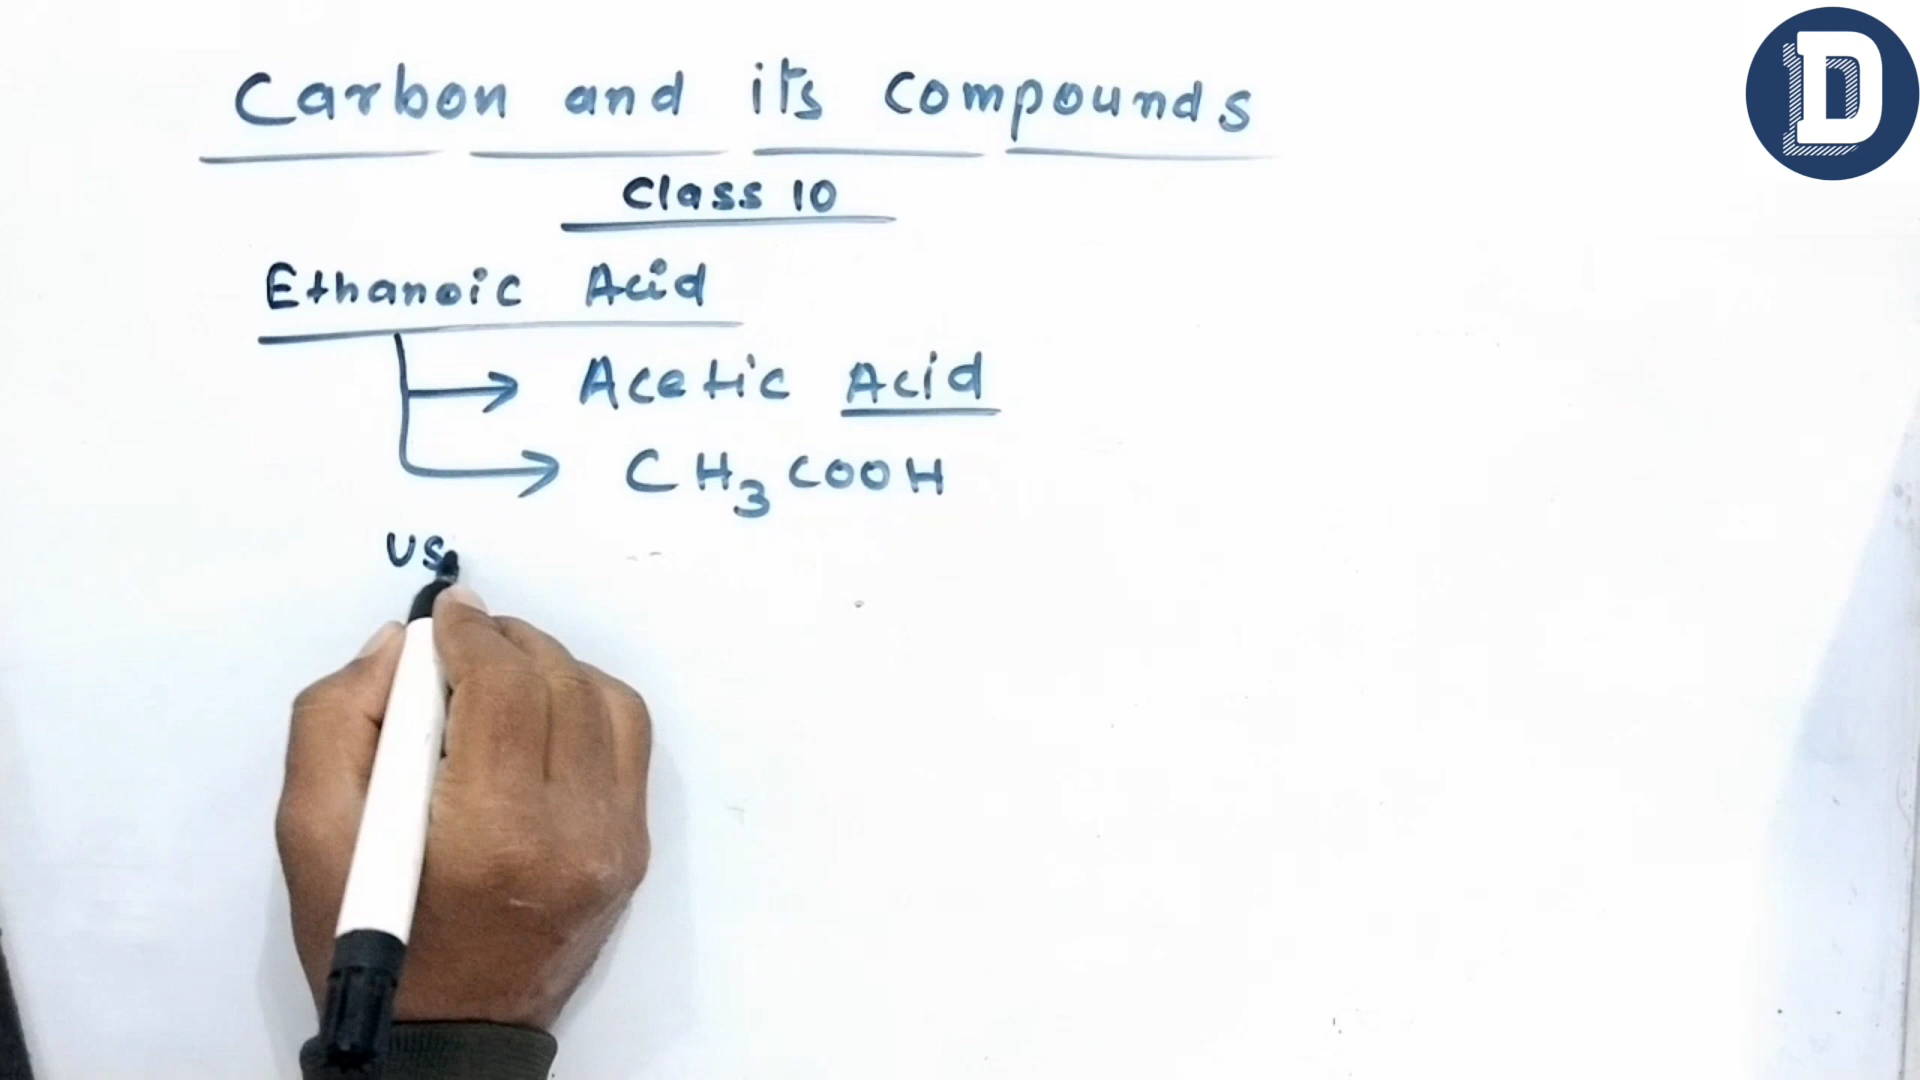 Carbon and its Compounds
Class 10
Ethanoic Acid
Acetic Acid
CH3COOH
US
D